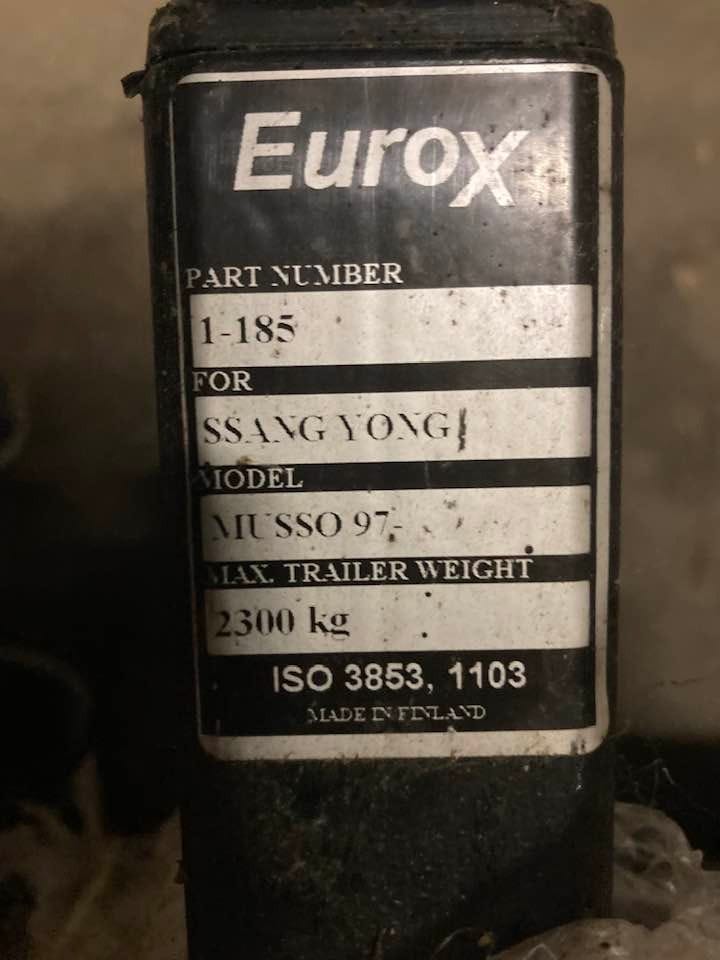 Eurox
PART NUMBER
1-185
FOR
SSANG YONG
MODEL
MUSSO 97-
MAX. TRAILER WEIGHT
2300 kg
ISO 3853, 1103
MADE IN FINLAND